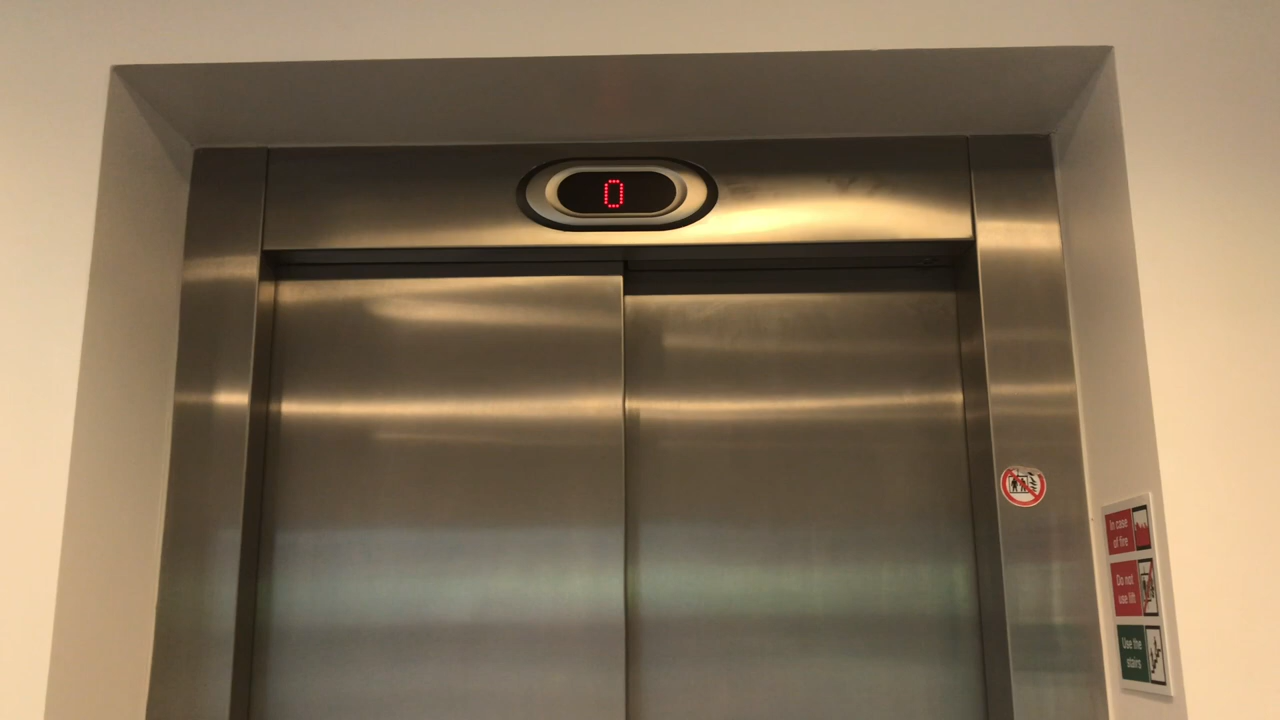 0
In case
of fire
Do not
use lift
Use the
stairs